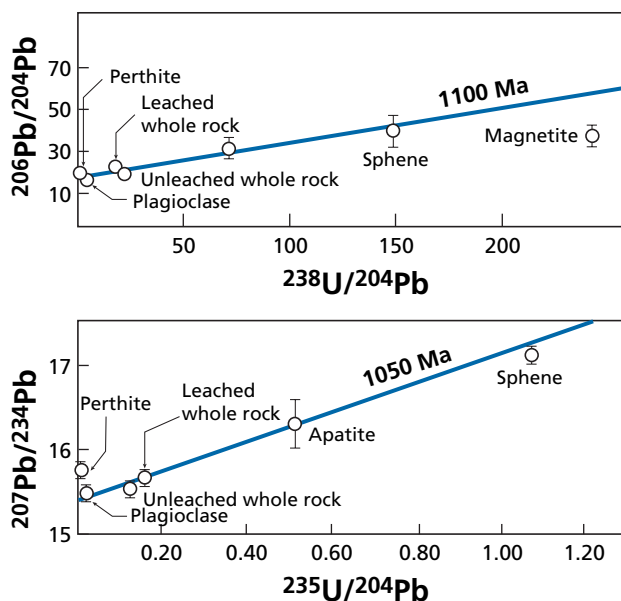 70
50
30
10
206Pb/204Pb
Perthite
Leached
whole rock
1100 Ma
Magnetite
Sphene
Unleached whole rock
Plagioclase
50
100
150
200
238U/204Pb
17
16
15
207Pb/234Pb
Perthite
Leached
whole rock
1050 Ma
Sphene
Apatite
Unleached whole rock
Plagioclase
0.20
0.40
0.60
0.80
1.00
1.20
235U/204Pb